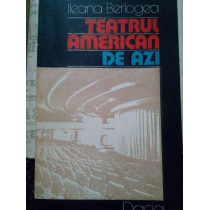 Ileana Berlogea
TEATRUL
AMERICAN
DE AZI
Dacia